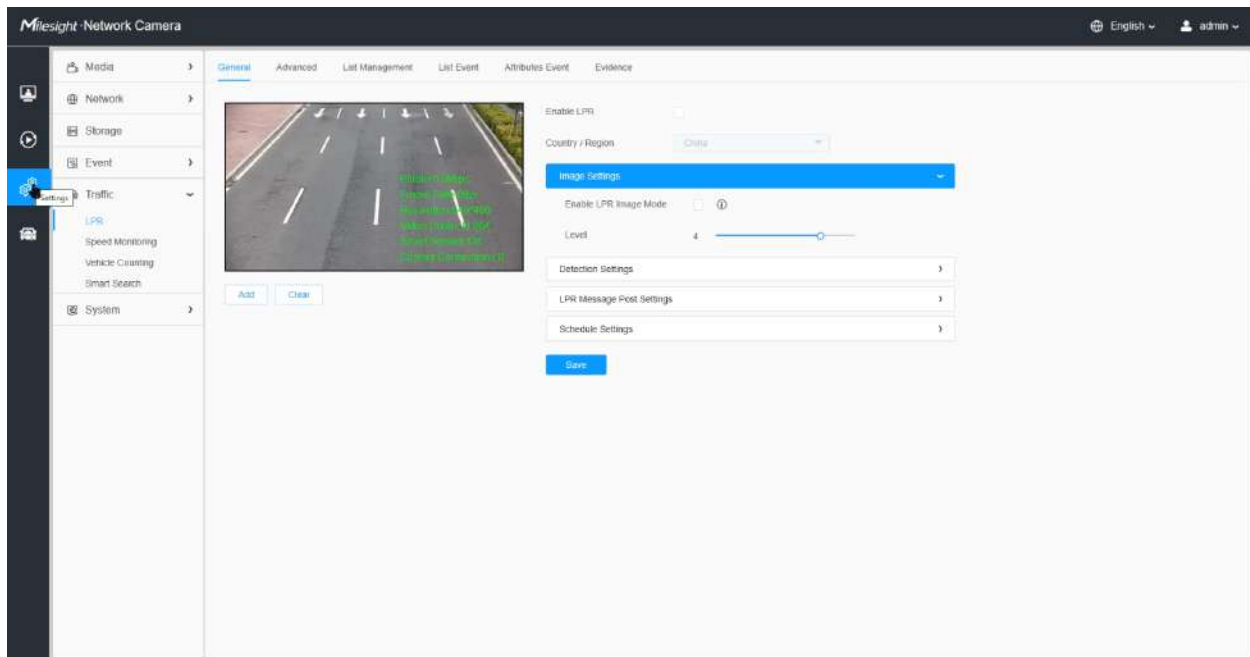 Milesight · Network Camera
English
admin
Media
Network
Storage
Event
Traffic
Settings
LPR
Speed Monitoring
Vehicle Counting
Smart Search
System
General Advanced List Management List Event Attributes Event Evidence
Add Clear
Enable LPR
Country / Region China
Image Settings
Enable LPR Image Mode
Level 4
Detection Settings
LPR Message Post Settings
Schedule Settings
Save